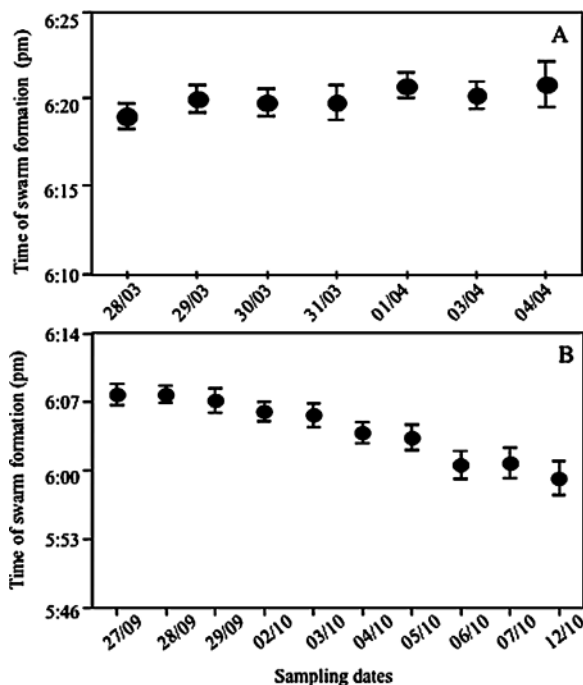 A
Time of swarm formation (pm)
6:25
6:20
6:15
6:10
28/03 29/03 30/03 31/03 01/04 03/04 04/04
B
Time of swarm formation (pm)
6:14
6:07
6:00
5:53
5:46
27/09 28/09 29/09 02/10 03/10 04/10 05/10 06/10 07/10 12/10
Sampling dates